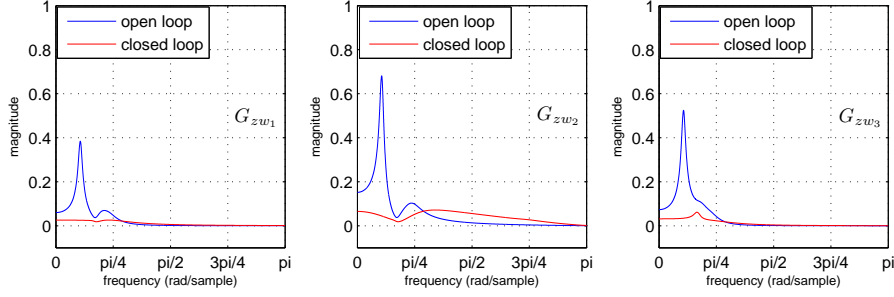 1
open loop
closed loop
0.8
0.6
magnitude
0.4
0.2
0
G_{zw_1}
0 pi/4 pi/2 3pi/4 pi
frequency (rad/sample)
1
open loop
closed loop
0.8
0.6
magnitude
0.4
0.2
0
G_{zw_2}
0 pi/4 pi/2 3pi/4 pi
frequency (rad/sample)
1
open loop
closed loop
0.8
0.6
magnitude
0.4
0.2
0
G_{zw_3}
0 pi/4 pi/2 3pi/4 pi
frequency (rad/sample)